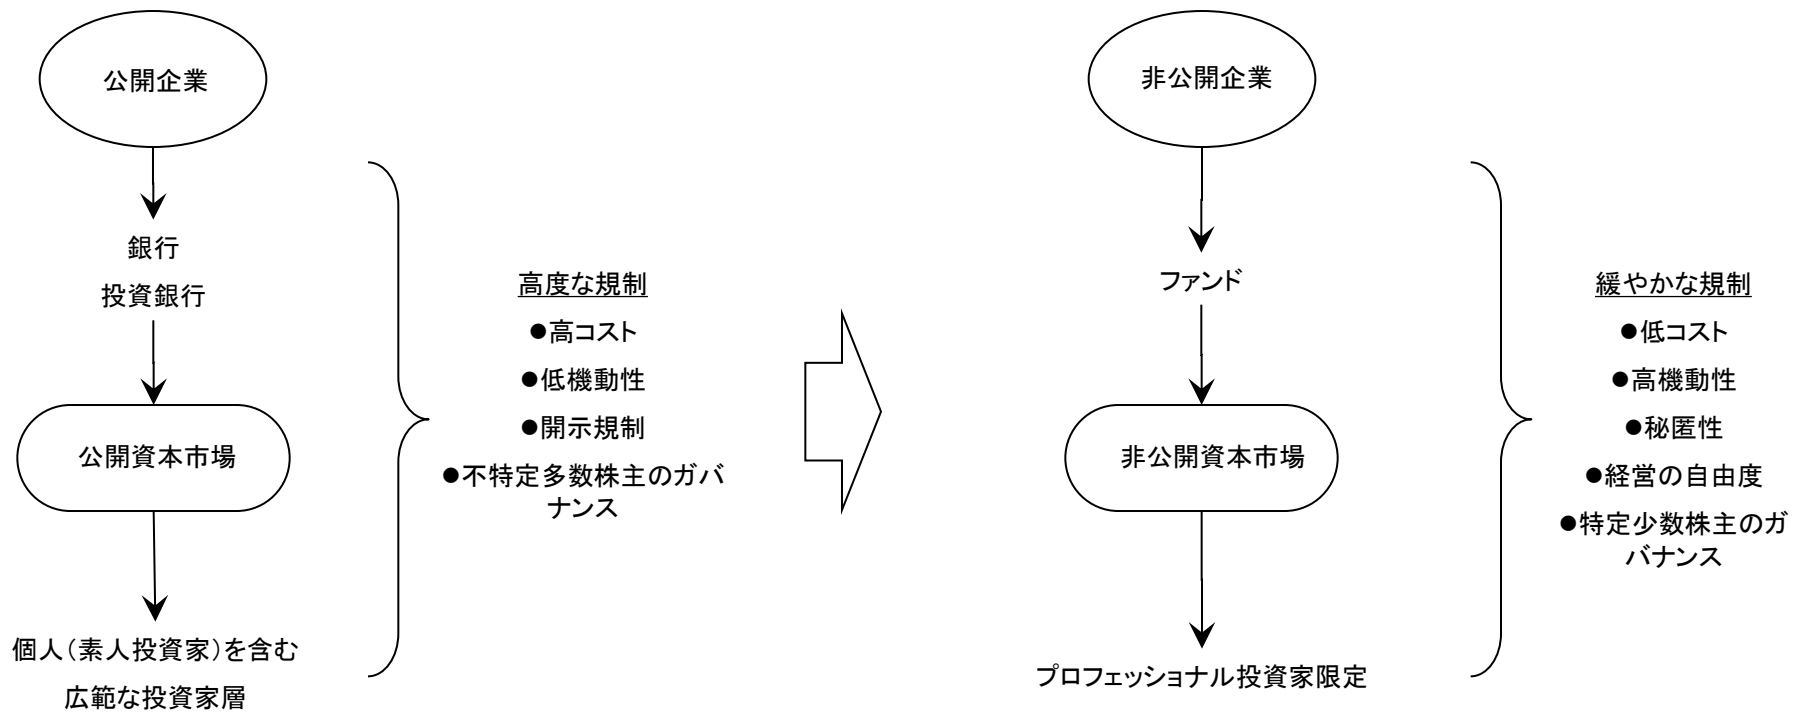 公開企業
銀行
投資銀行
公開資本市場
個人（素人投資家）を含む
広範な投資家層
高度な規制
●高コスト
●低機動性
●開示規制
●不特定多数株主のガバ
ナンス
非公開企業
ファンド
非公開資本市場
プロフェッショナル投資家限定
緩やかな規制
●低コスト
●高機動性
●秘匿性
●経営の自由度
●特定少数株主のガ
バナンス